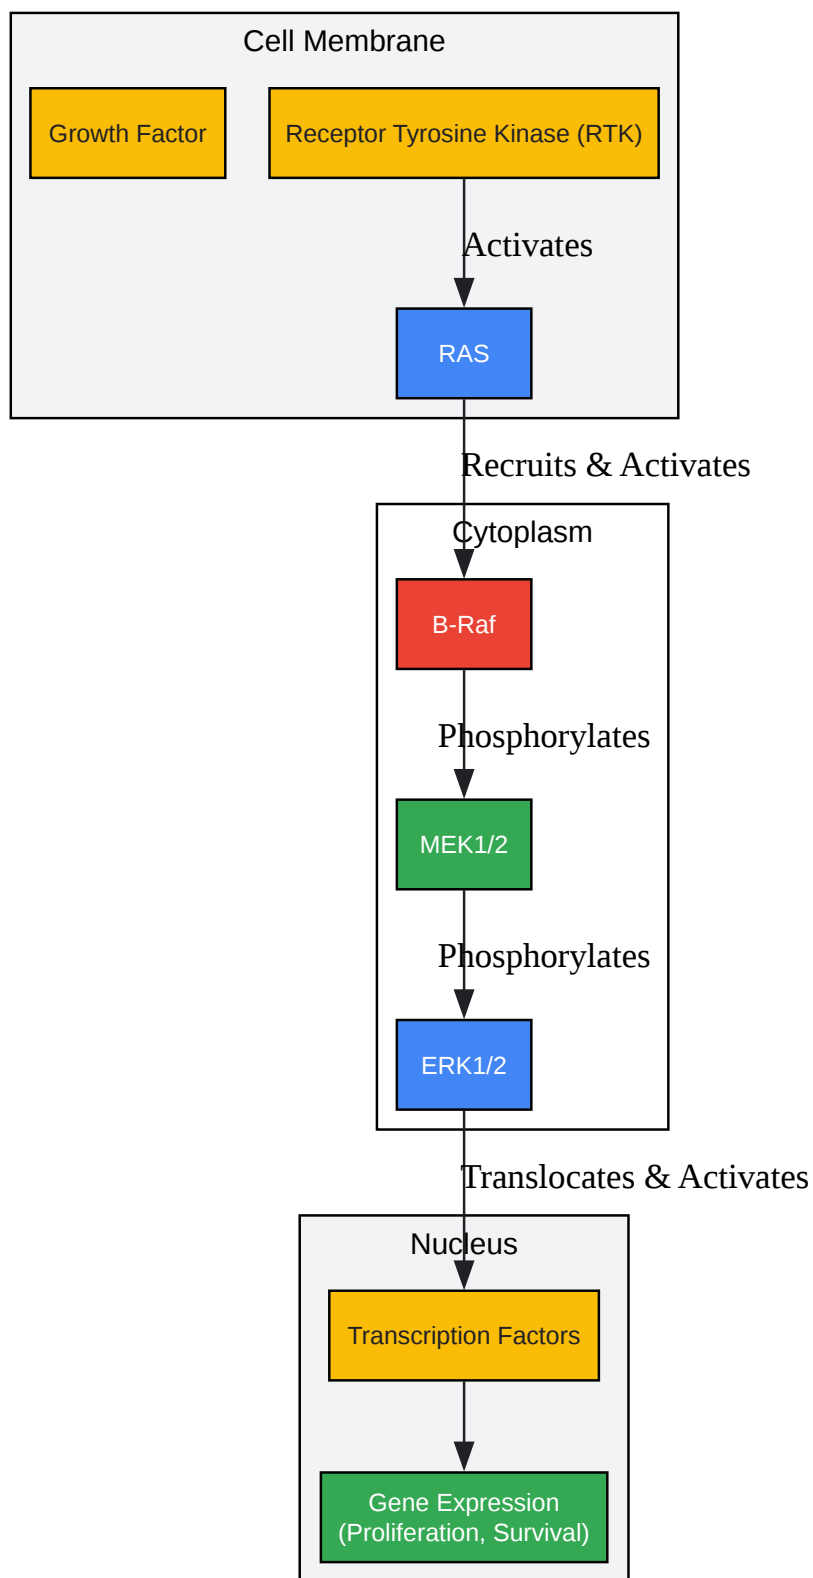 Cell Membrane
Growth Factor
Receptor Tyrosine Kinase (RTK)
Activates
RAS
Recruits & Activates
Cytoplasm
B-Raf
Phosphorylates
MEK1/2
Phosphorylates
ERK1/2
Translocates & Activates
Nucleus
Transcription Factors
Gene Expression
(Proliferation, Survival)